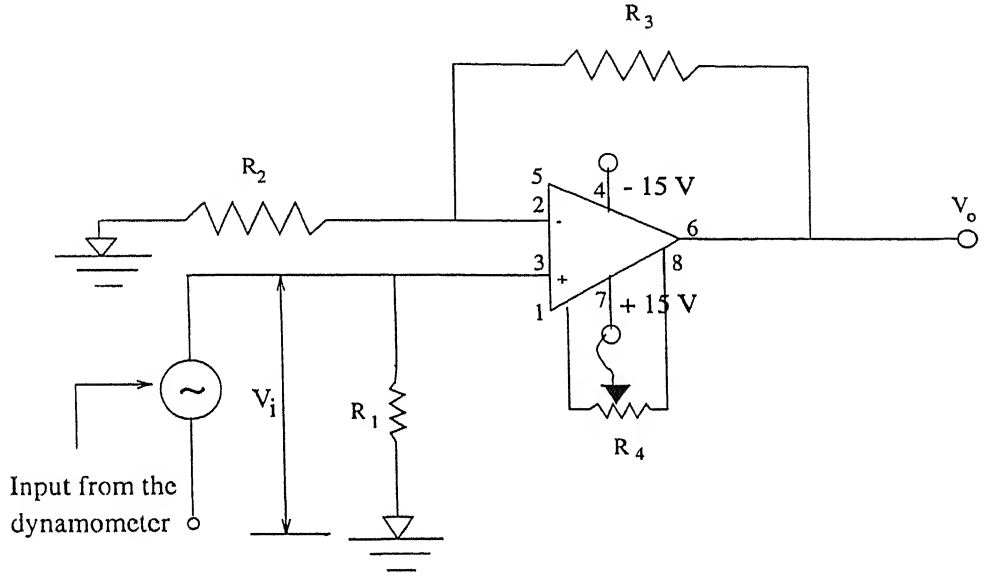 R3
R2
5
4
- 15 V
2
-
6
Vo
3
+
8
1
7
+ 15 V
~
Vi
R1
R4
Input from the
dynamometer